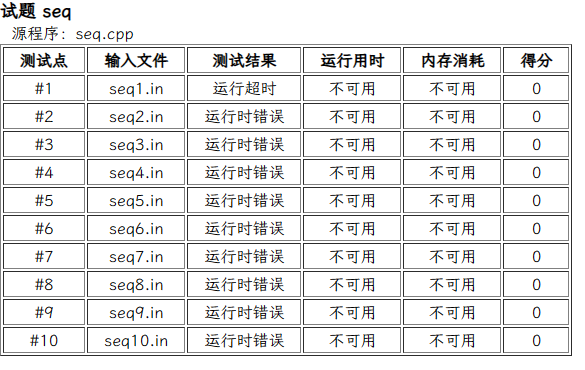 试题 seq
源程序：seq.cpp
测试点 输入文件 测试结果 运行用时 内存消耗 得分
#1 seq1.in 运行超时 不可用 不可用 0
#2 seq2.in 运行时错误 不可用 不可用 0
#3 seq3.in 运行时错误 不可用 不可用 0
#4 seq4.in 运行时错误 不可用 不可用 0
#5 seq5.in 运行时错误 不可用 不可用 0
#6 seq6.in 运行时错误 不可用 不可用 0
#7 seq7.in 运行时错误 不可用 不可用 0
#8 seq8.in 运行时错误 不可用 不可用 0
#9 seq9.in 运行时错误 不可用 不可用 0
#10 seq10.in 运行时错误 不可用 不可用 0